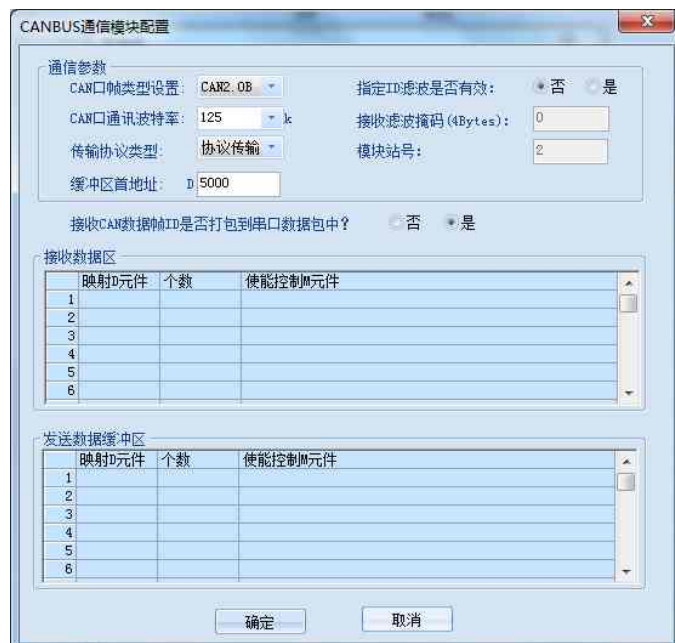 CANBUS通信模块配置
通信参数
CAN口帧类型设置: CAN2.0B 指定ID滤波是否有效: 否 是
CAN口通讯波特率: 125 k 接收滤波掩码(4Bytes): 0
传输协议类型: 协议传输 模块站号: 2
缓冲区首地址: D 5000
接收CAN数据帧ID是否打包到串口数据包中? 否 是
接收数据区
映射D元件 个数 使能控制M元件
1
2
3
4
5
6
发送数据缓冲区
映射D元件 个数 使能控制M元件
1
2
3
4
5
6
确定 取消